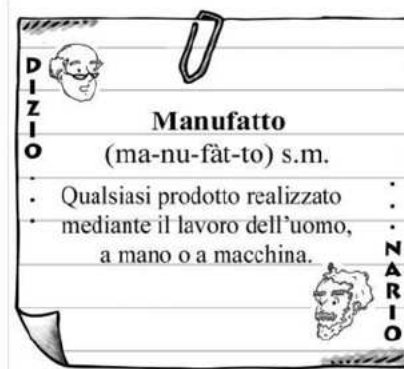 DIZIO...
Manufatto
(ma-nu-fàt-to) s.m.
Qualsiasi prodotto realizzato
mediante il lavoro dell'uomo,
a mano o a macchina.
...NARIO